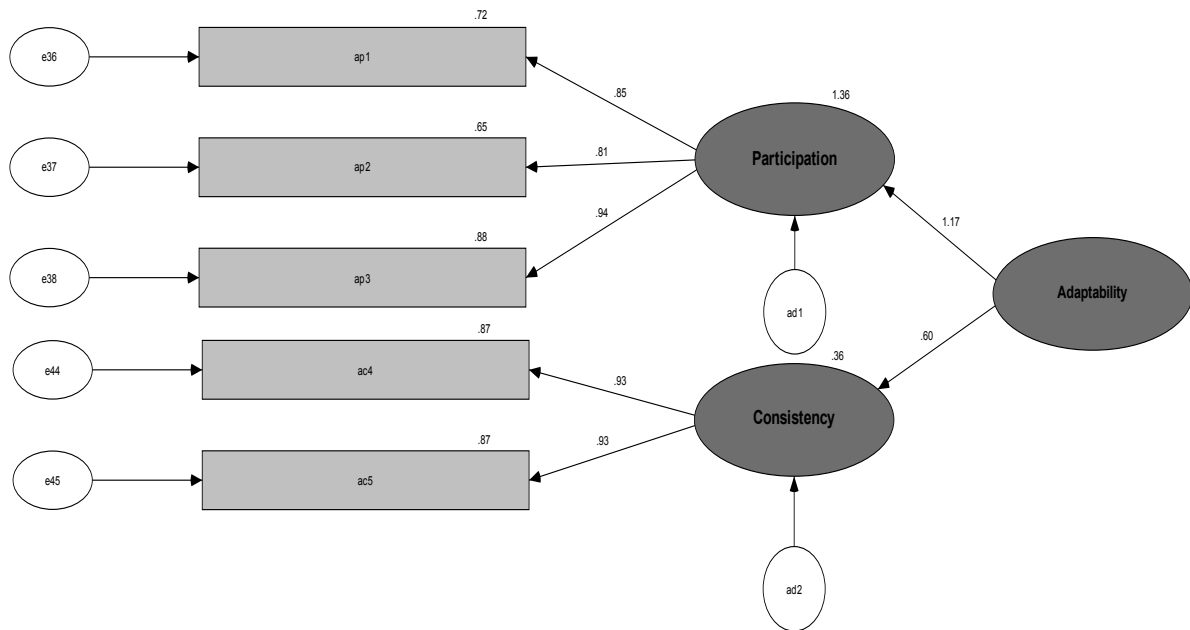 .72
e36
ap1
.85
1.36
.65
e37
ap2
.81
Participation
.94
1.17
.88
e38
ap3
ad1
Adaptability
.87
.36
.60
e44
ac4
.93
Consistency
.87
.93
e45
ac5
ad2